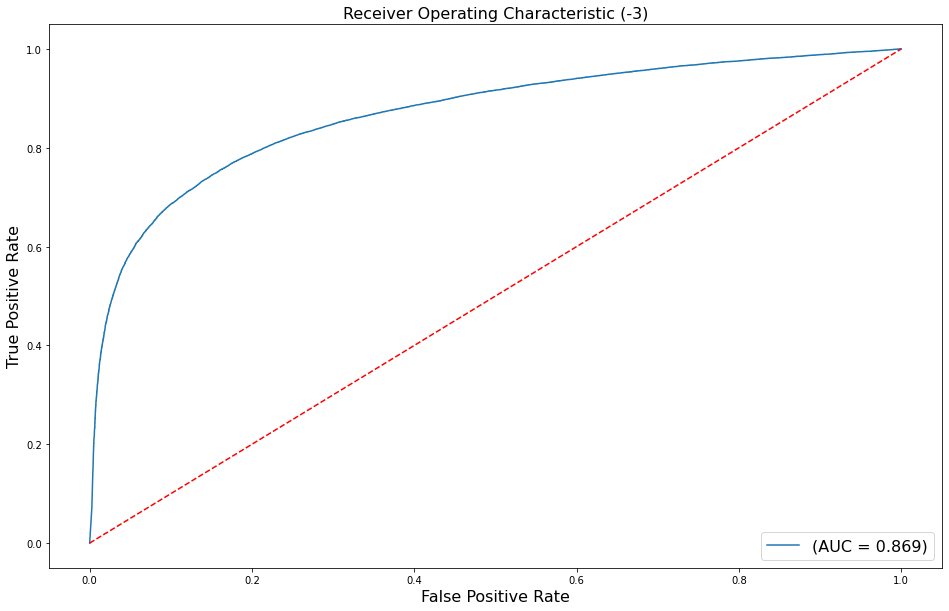 Receiver Operating Characteristic (-3)
True Positive Rate
1.0
0.8
0.6
0.4
0.2
0.0
(AUC = 0.869)
0.0 0.2 0.4 0.6 0.8 1.0
False Positive Rate